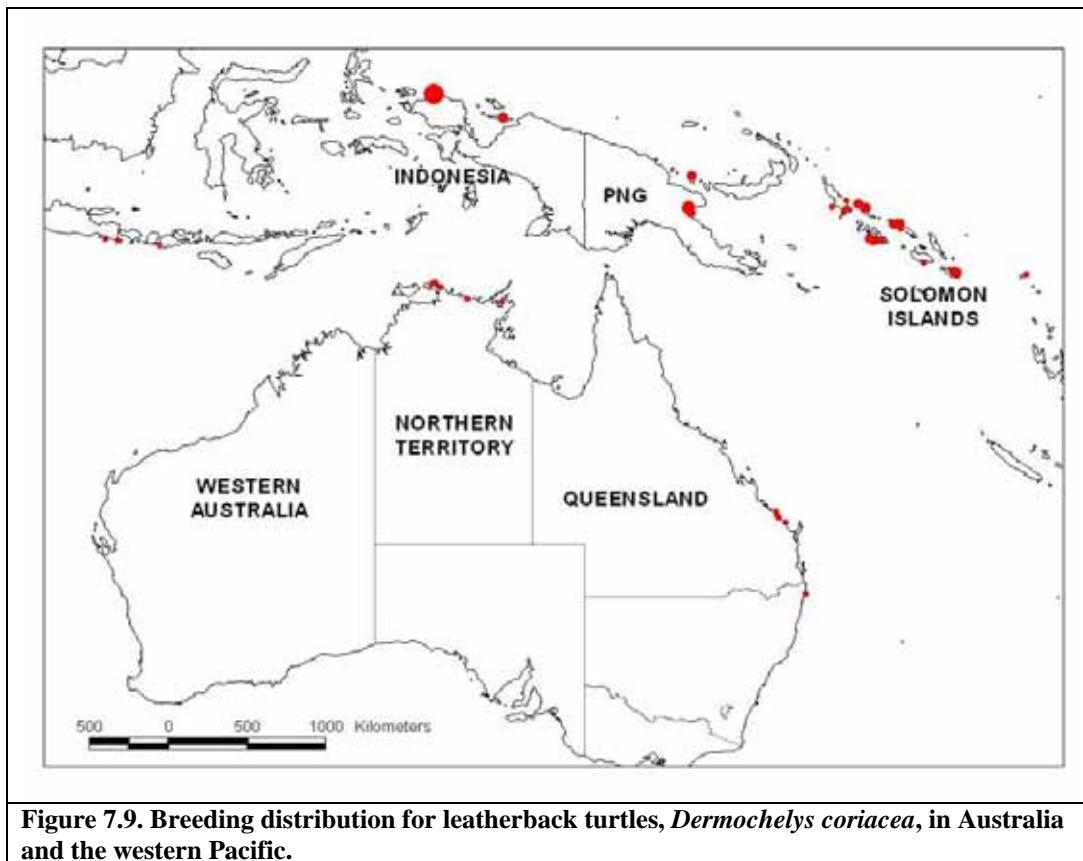 INDONESIA
PNG
SOLOMON
ISLANDS
NORTHERN
TERRITORY
WESTERN
AUSTRALIA
QUEENSLAND
500 0 500 1000 Kilometers
Figure 7.9. Breeding distribution for leatherback turtles, Dermochelys coriacea, in Australia
and the western Pacific.